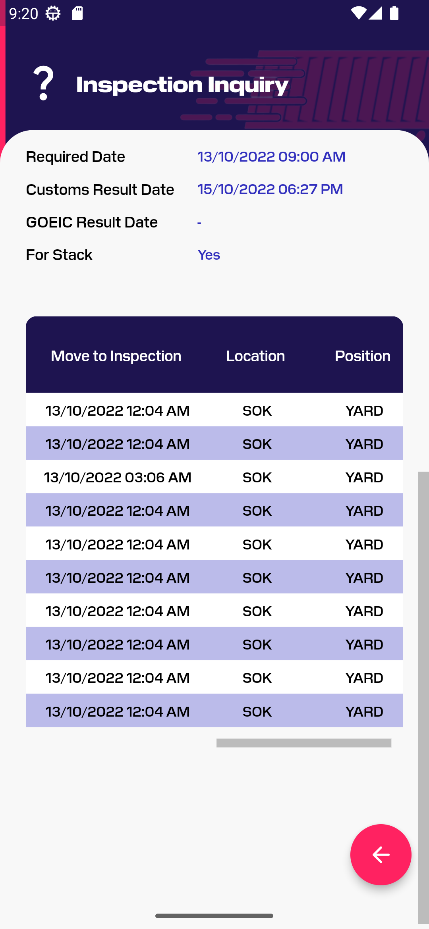 9:20
Inspection Inquiry
Required Date 13/10/2022 09:00 AM
Customs Result Date 15/10/2022 06:27 PM
GOEIC Result Date -
For Stack Yes
Move to Inspection Location Position
13/10/2022 12:04 AM SOK YARD
13/10/2022 12:04 AM SOK YARD
13/10/2022 03:06 AM SOK YARD
13/10/2022 12:04 AM SOK YARD
13/10/2022 12:04 AM SOK YARD
13/10/2022 12:04 AM SOK YARD
13/10/2022 12:04 AM SOK YARD
13/10/2022 12:04 AM SOK YARD
13/10/2022 12:04 AM SOK YARD
13/10/2022 12:04 AM SOK YARD